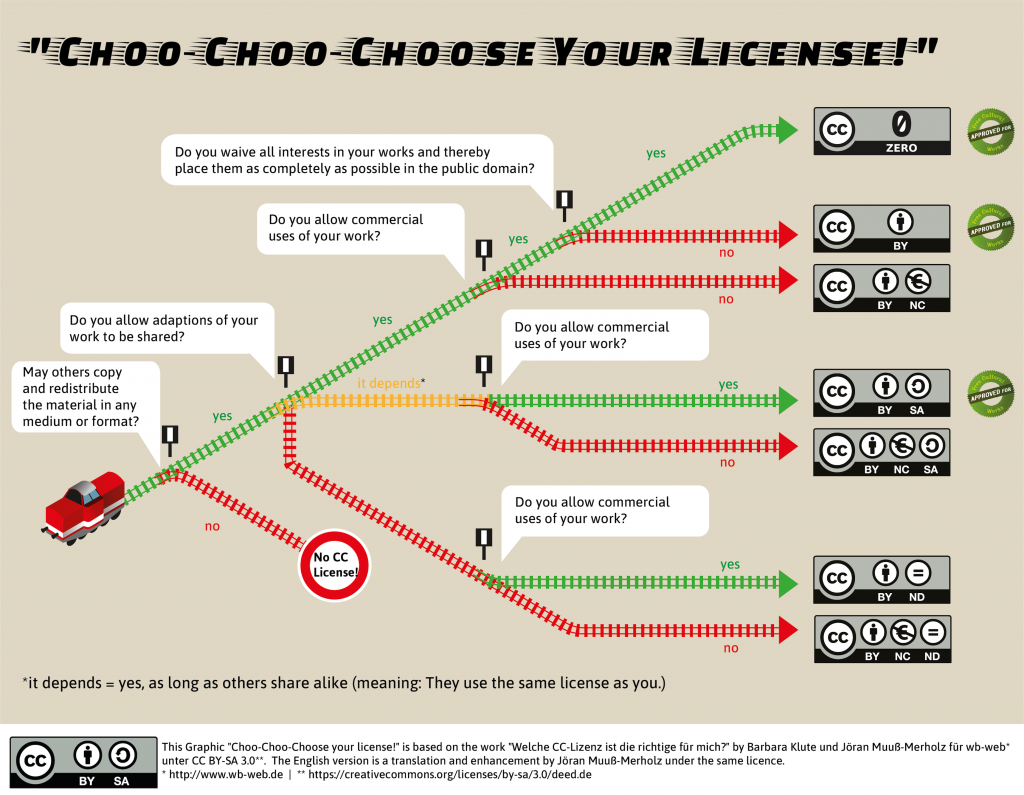 "Choo-Choo-Choose Your License!"
Do you waive all interests in your works and thereby
place them as completely as possible in the public domain?
yes
cc
0
ZERO
Free Cultural
APPROVED FOR
Works
Do you allow commercial
uses of your work?
yes
no
cc
BY
Free Cultural
APPROVED FOR
Works
no
cc
€
BY NC
Do you allow adaptions of your
work to be shared?
yes
Do you allow commercial
uses of your work?
May others copy
and redistribute
the material in any
medium or format?
yes
it depends*
yes
cc
BY SA
Free Cultural
APPROVED FOR
Works
no
cc
€
BY NC SA
no
No CC
License!
Do you allow commercial
uses of your work?
yes
cc
=
BY ND
no
cc
€ =
BY NC ND
*it depends = yes, as long as others share alike (meaning: They use the same license as you.)
cc
BY SA
This Graphic "Choo-Choo-Choose your license!" is based on the work "Welche CC-Lizenz ist die richtige für mich?" by Barbara Klute und Jöran Muuß-Merholz für wb-web*
unter CC BY-SA 3.0**. The English version is a translation and enhancement by Jöran Muuß-Merholz under the same licence.
* http://www.wb-web.de | ** https://creativecommons.org/licenses/by-sa/3.0/deed.de